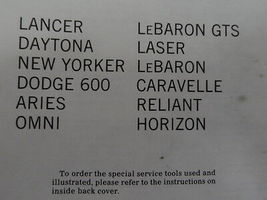 LANCER LeBARON GTS
DAYTONA LASER
NEW YORKER LeBARON
DODGE 600 CARAVELLE
ARIES RELIANT
OMNI HORIZON
To order the special service tools used and
illustrated, please refer to the instructions on
inside back cover.